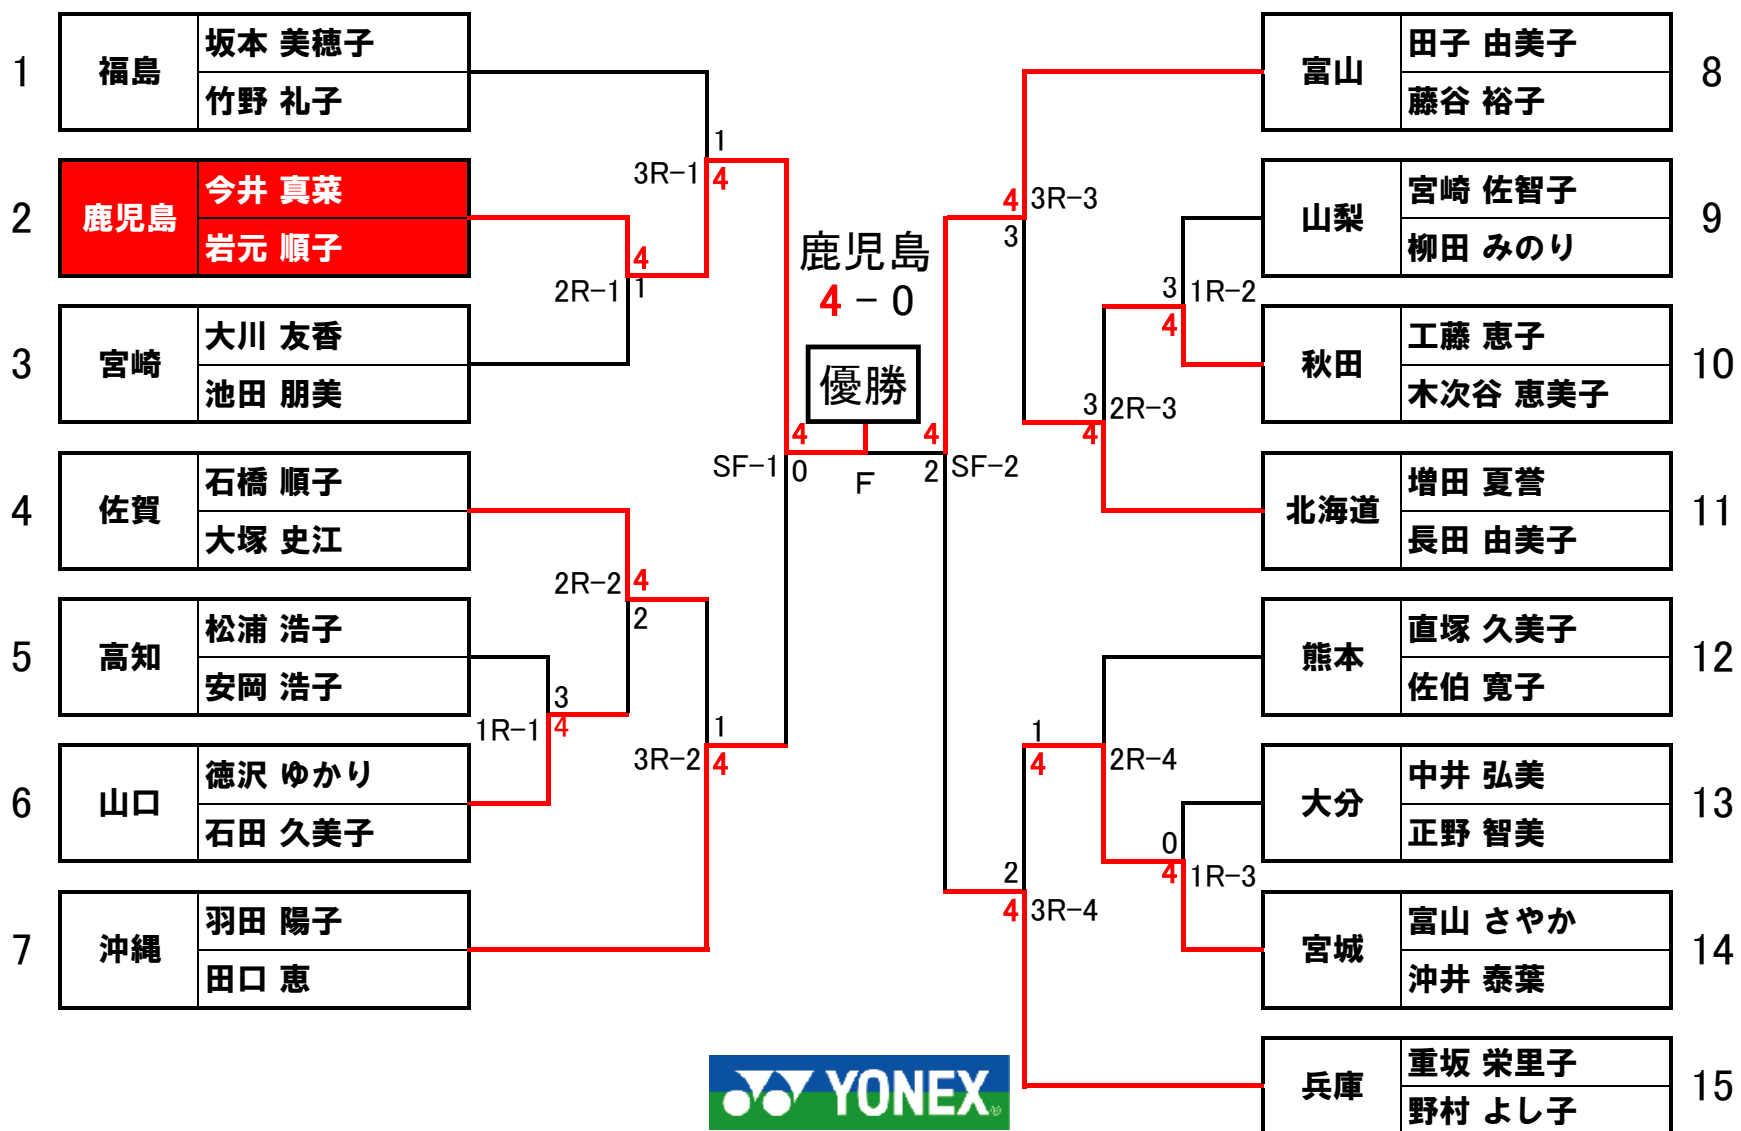 1
福島
坂本 美穂子
竹野 礼子
2
鹿児島
今井 真菜
岩元 順子
3
宮崎
大川 友香
池田 朋美
4
佐賀
石橋 順子
大塚 史江
5
高知
松浦 浩子
安岡 浩子
6
山口
徳沢 ゆかり
石田 久美子
7
沖縄
羽田 陽子
田口 恵
1R-1
3
4
2R-1
4
1
2R-2
4
2
3R-1
1
4
3R-2
1
4
SF-1
4
0
鹿児島
4 - 0
優勝
F
4
2
SF-2
4
3R-3
3
2
4
3R-4
3
2R-3
4
1
4
2R-4
3
1R-2
4
0
4
1R-3
富山
田子 由美子
藤谷 裕子
8
山梨
宮崎 佐智子
柳田 みのり
9
秋田
工藤 恵子
木次谷 恵美子
10
北海道
増田 夏誉
長田 由美子
11
熊本
直塚 久美子
佐伯 寛子
12
大分
中井 弘美
正野 智美
13
宮城
富山 さやか
沖井 泰葉
14
兵庫
重坂 栄里子
野村 よし子
15
YONEX®